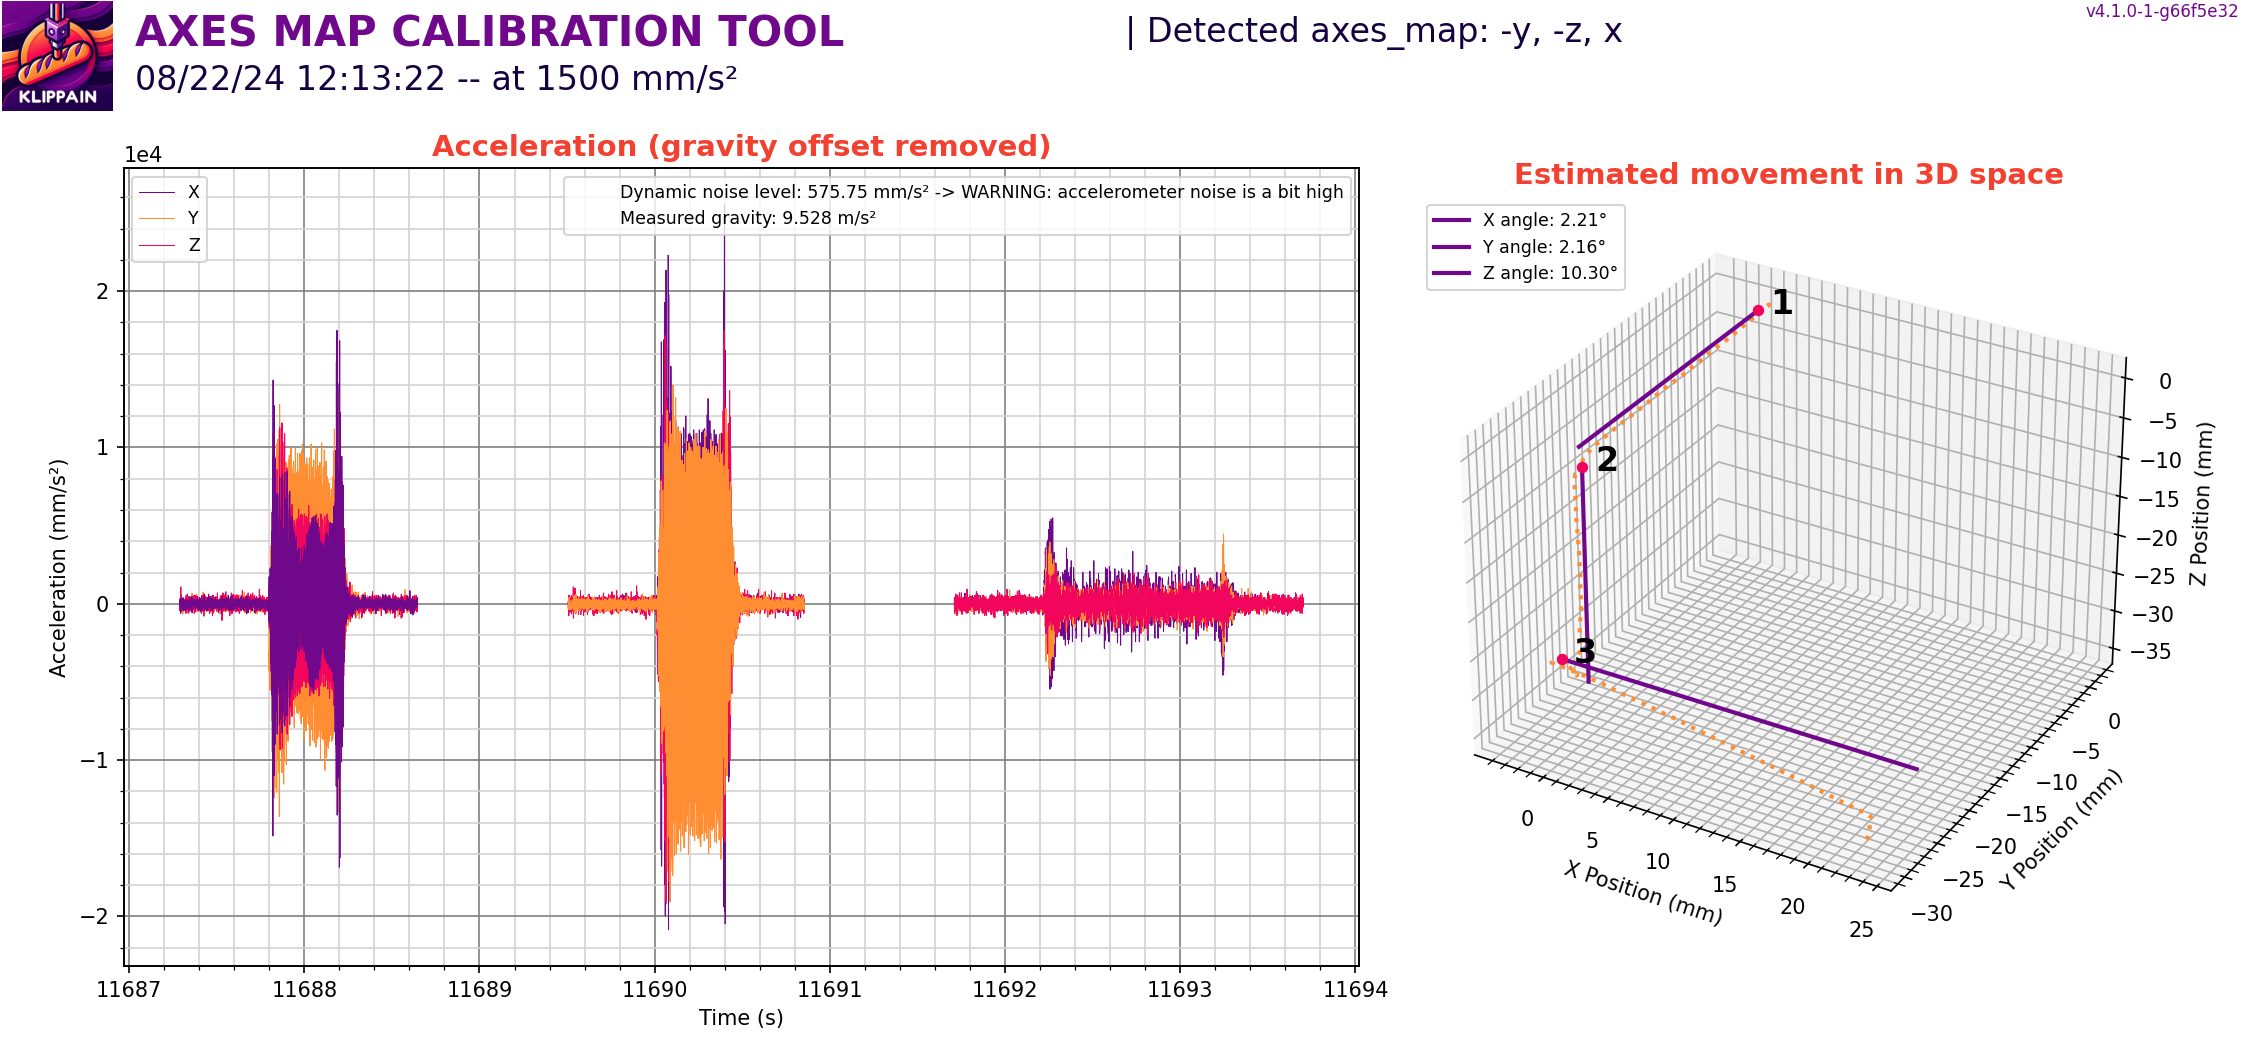 KLIPPAIN
AXES MAP CALIBRATION TOOL
08/22/24 12:13:22 -- at 1500 mm/s²
| Detected axes_map: -y, -z, x
v4.1.0-1-g66f5e32
Acceleration (gravity offset removed)
1e4
X
Y
Z
Dynamic noise level: 575.75 mm/s² -> WARNING: accelerometer noise is a bit high
Measured gravity: 9.528 m/s²
Acceleration (mm/s²)
2
1
0
−1
−2
11687
11688
11689
11690
11691
11692
11693
11694
Time (s)
Estimated movement in 3D space
X angle: 2.21°
Y angle: 2.16°
Z angle: 10.30°
1
2
3
0
−5
−10
−15
−20
−25
−30
−35
Z Position (mm)
0
−5
−10
−15
−20
−25
−30
Y Position (mm)
0
5
10
15
20
25
X Position (mm)